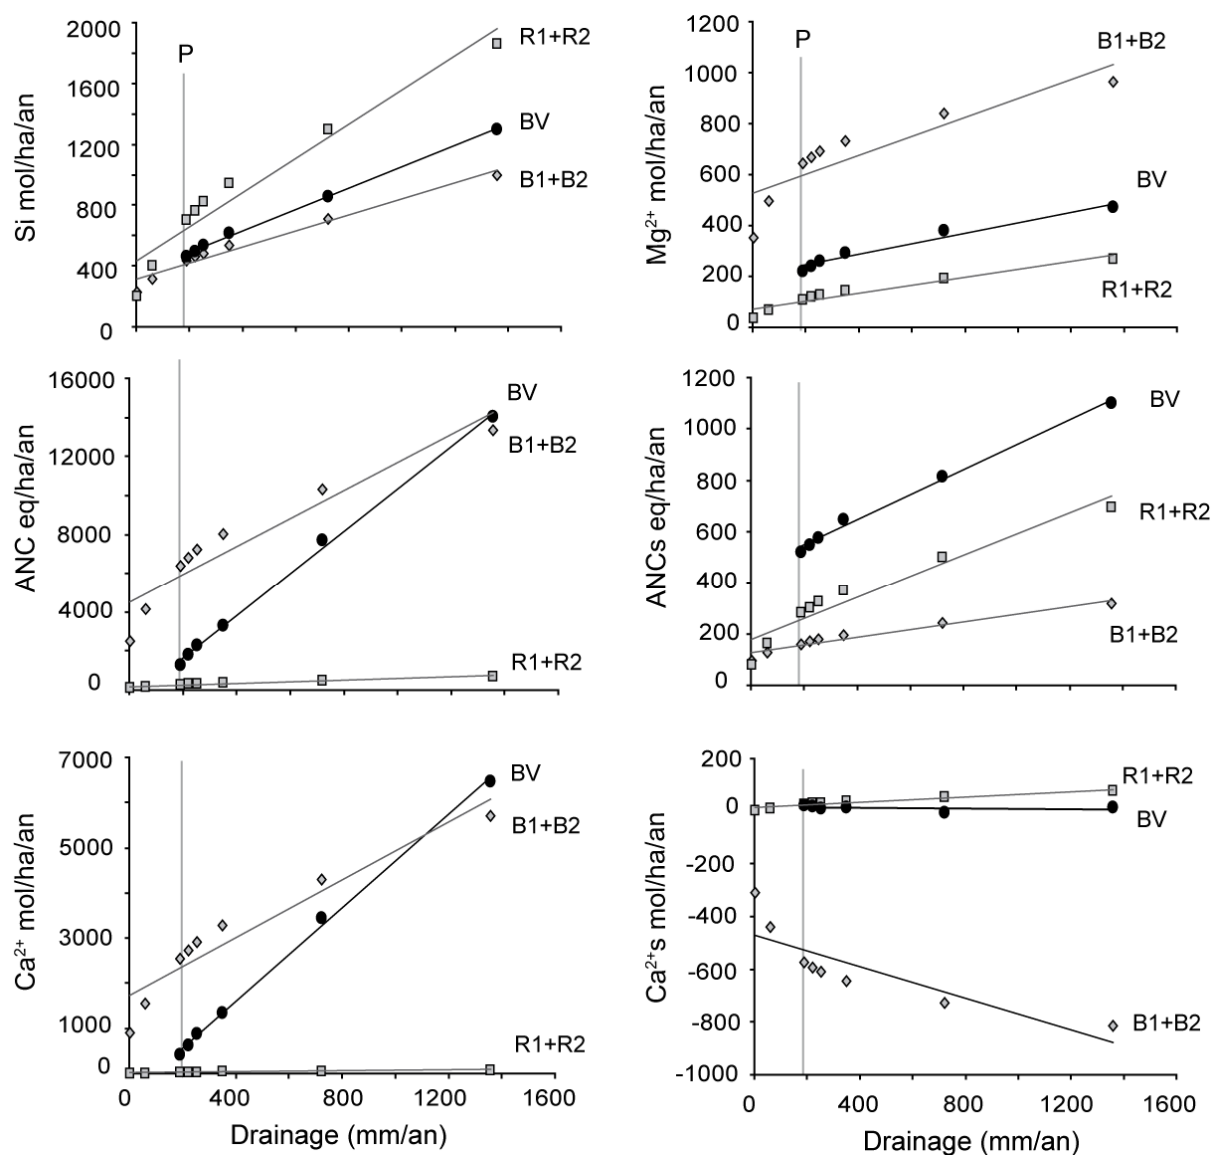 2000
1600
1200
800
400
0
Si mol/ha/an
P
R1+R2
BV
B1+B2
1200
1000
800
600
400
200
0
Mg²⁺ mol/ha/an
P
B1+B2
BV
R1+R2
16000
12000
8000
4000
0
ANC eq/ha/an
BV
B1+B2
R1+R2
1200
1000
800
600
400
200
0
ANCs eq/ha/an
BV
R1+R2
B1+B2
7000
5000
3000
1000
0
Ca²⁺ mol/ha/an
BV
B1+B2
R1+R2
0 400 800 1200 1600
Drainage (mm/an)
200
0
-200
-400
-600
-800
-1000
Ca²⁺s mol/ha/an
R1+R2
BV
B1+B2
0 400 800 1200 1600
Drainage (mm/an)